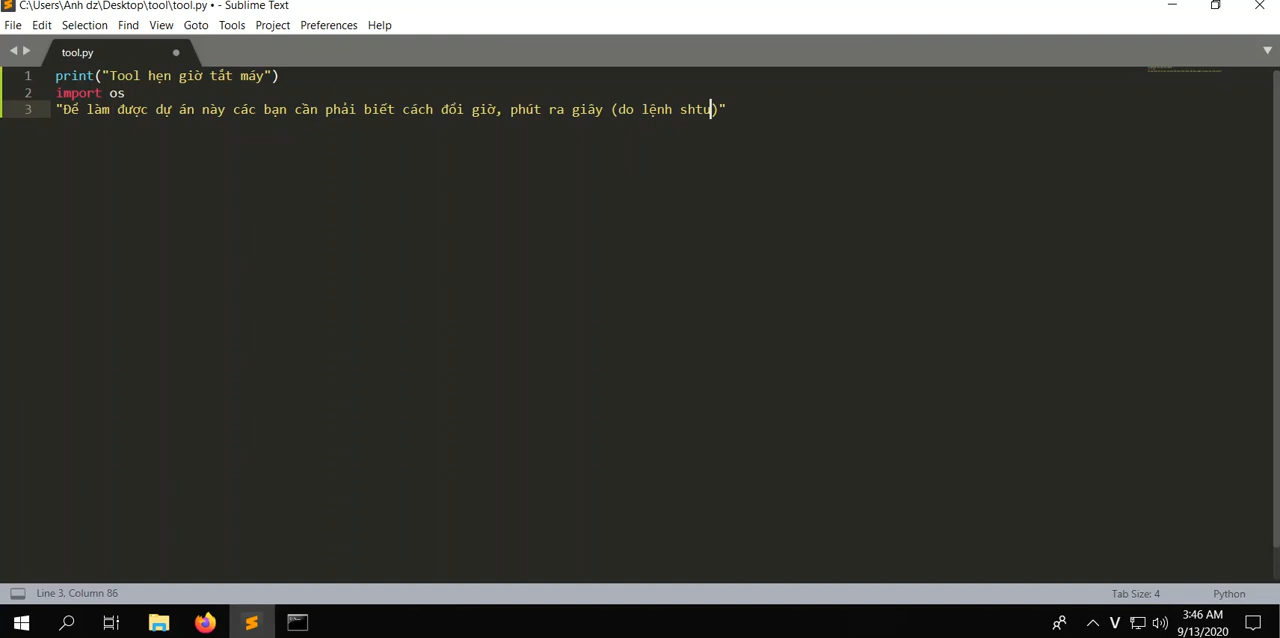 C:\Users\Anh dz\Desktop\tool\tool.py • - Sublime Text
File Edit Selection Find View Goto Tools Project Preferences Help
tool.py
1 print("Tool hẹn giờ tắt máy")
2 import os
3 "Để làm được dự án này các bạn cần phải biết cách đổi giờ, phút ra giây (do lệnh shtu)"
Line 3, Column 86 Tab Size: 4 Python
V 3:46 AM
9/13/2020